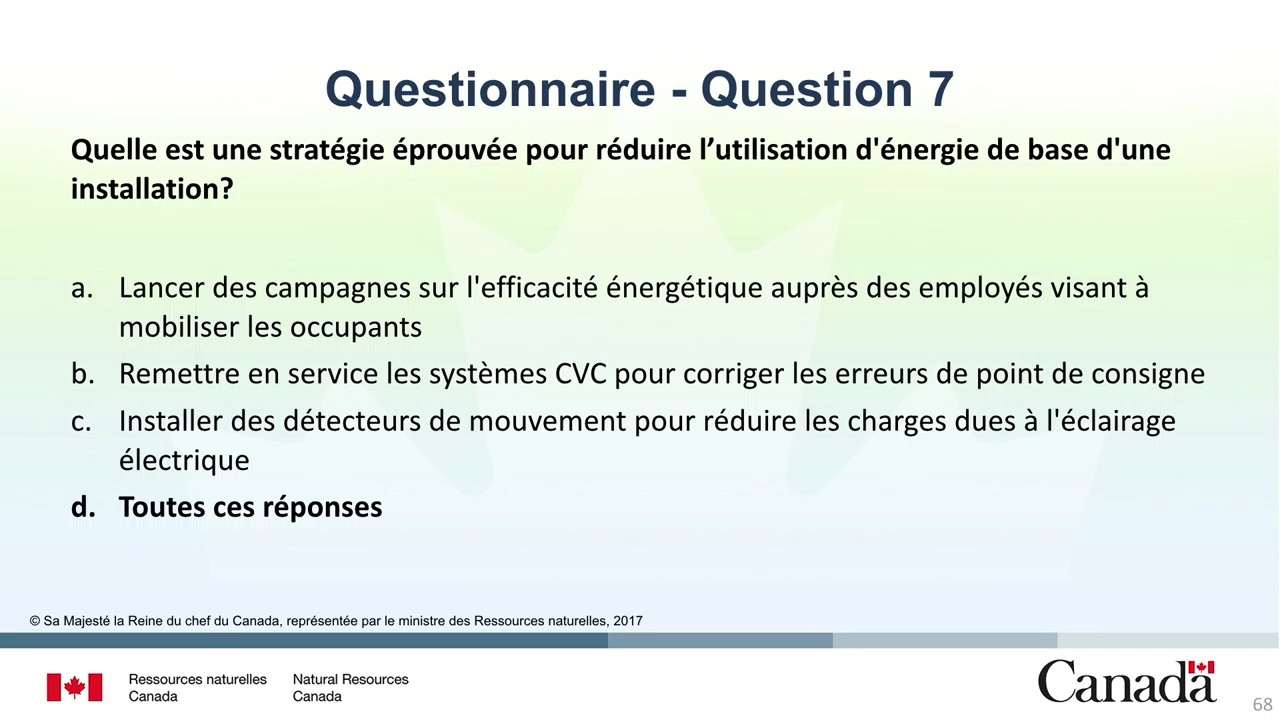 Questionnaire - Question 7
Quelle est une stratégie éprouvée pour réduire l’utilisation d'énergie de base d'une
installation?
a. Lancer des campagnes sur l'efficacité énergétique auprès des employés visant à
mobiliser les occupants
b. Remettre en service les systèmes CVC pour corriger les erreurs de point de consigne
c. Installer des détecteurs de mouvement pour réduire les charges dues à l'éclairage
électrique
d. Toutes ces réponses
© Sa Majesté la Reine du chef du Canada, représentée par le ministre des Ressources naturelles, 2017
Ressources naturelles Natural Resources
Canada Canada
Canada
68